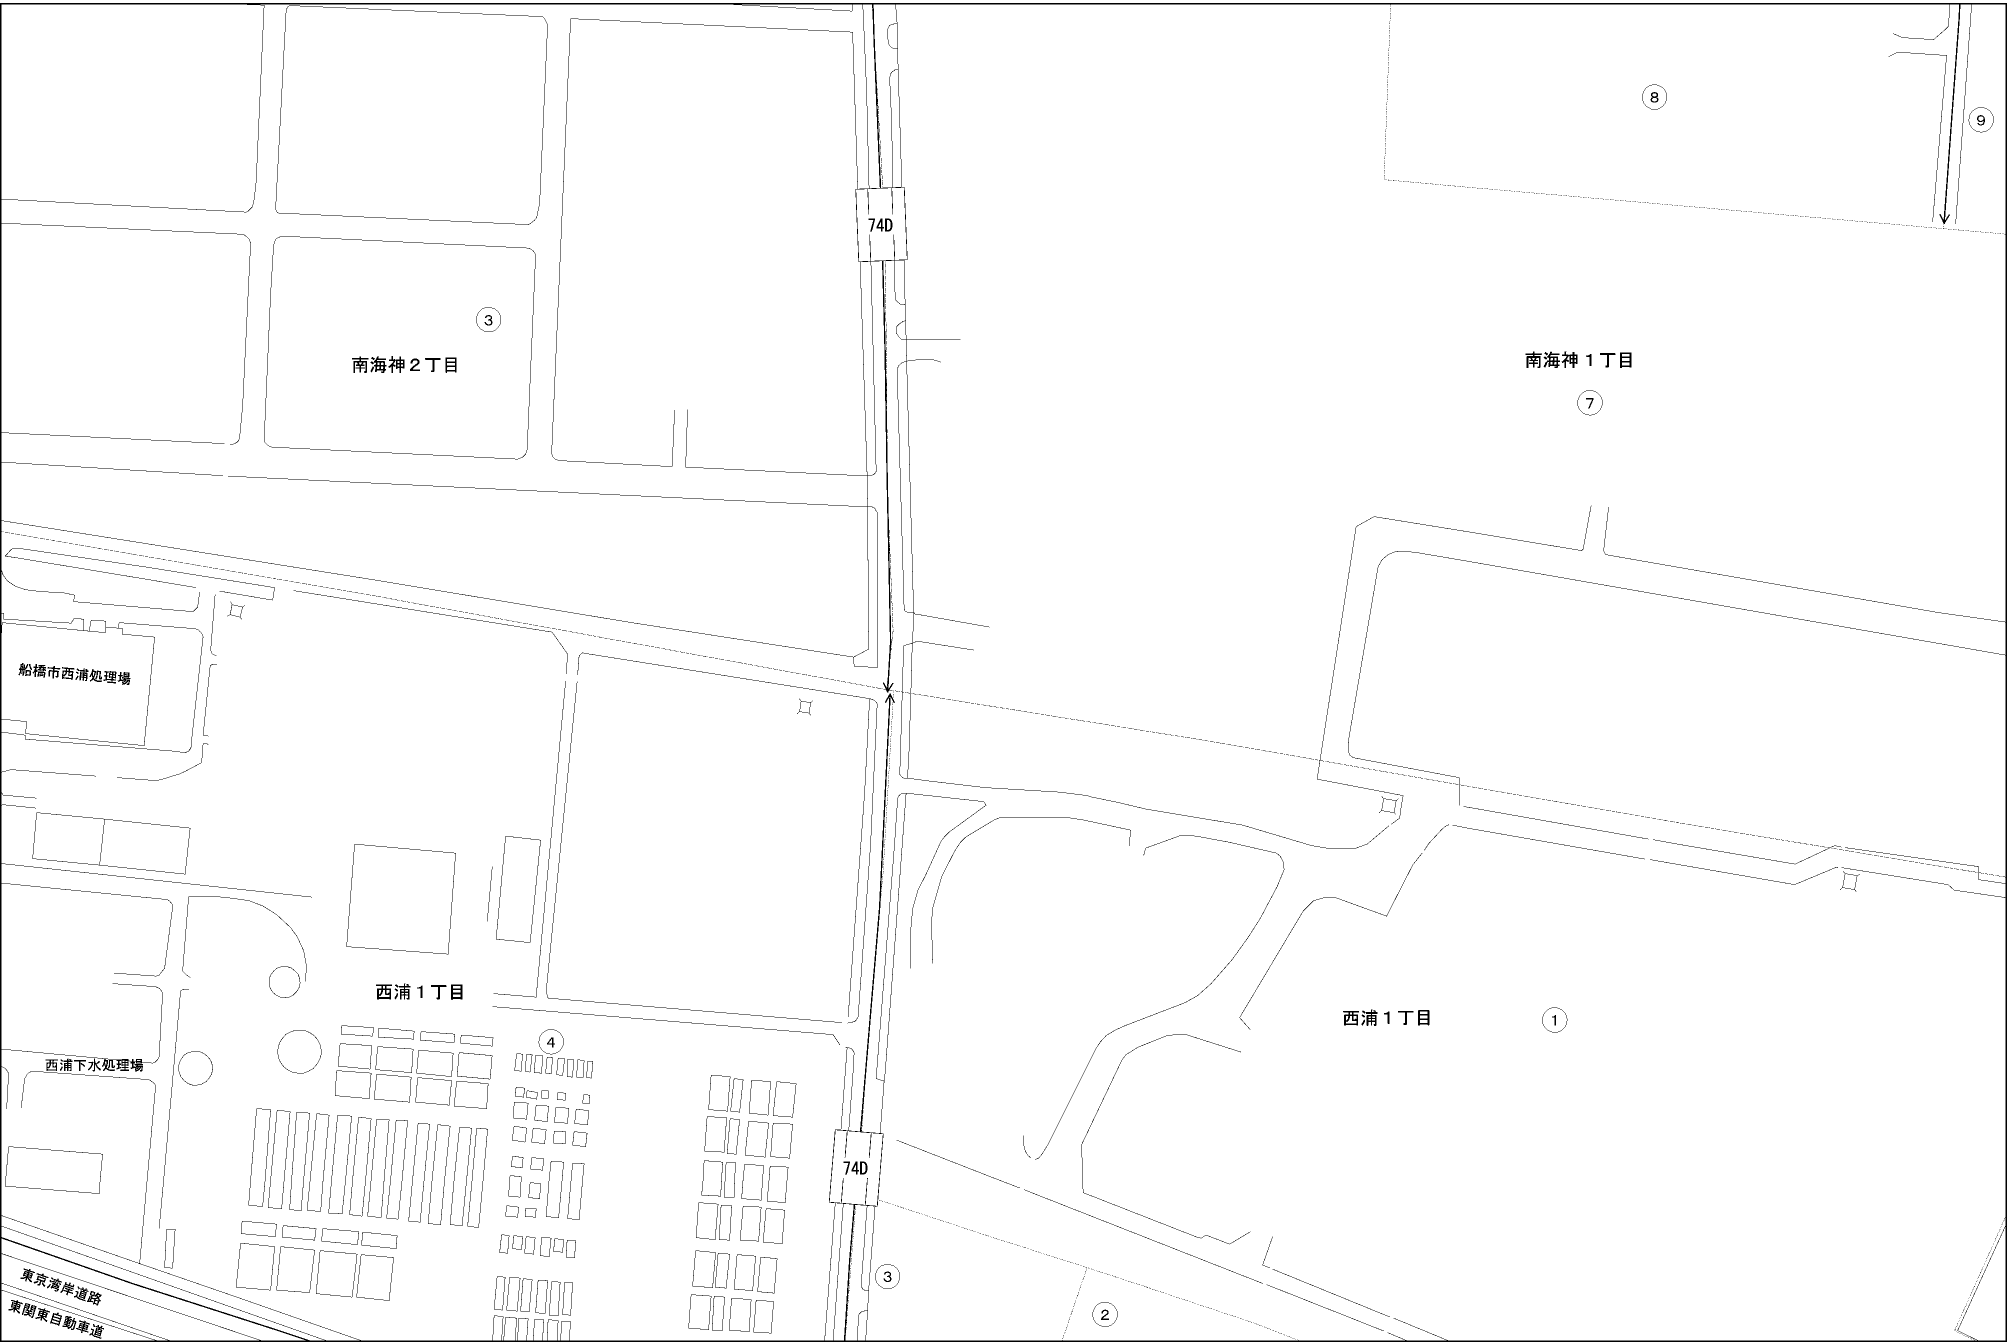 8
9
74D
3
南海神２丁目
南海神１丁目
7
船橋市西浦処理場
西浦１丁目
西浦１丁目
1
4
西浦下水処理場
74D
3
東京湾岸道路
2
東関東自動車道